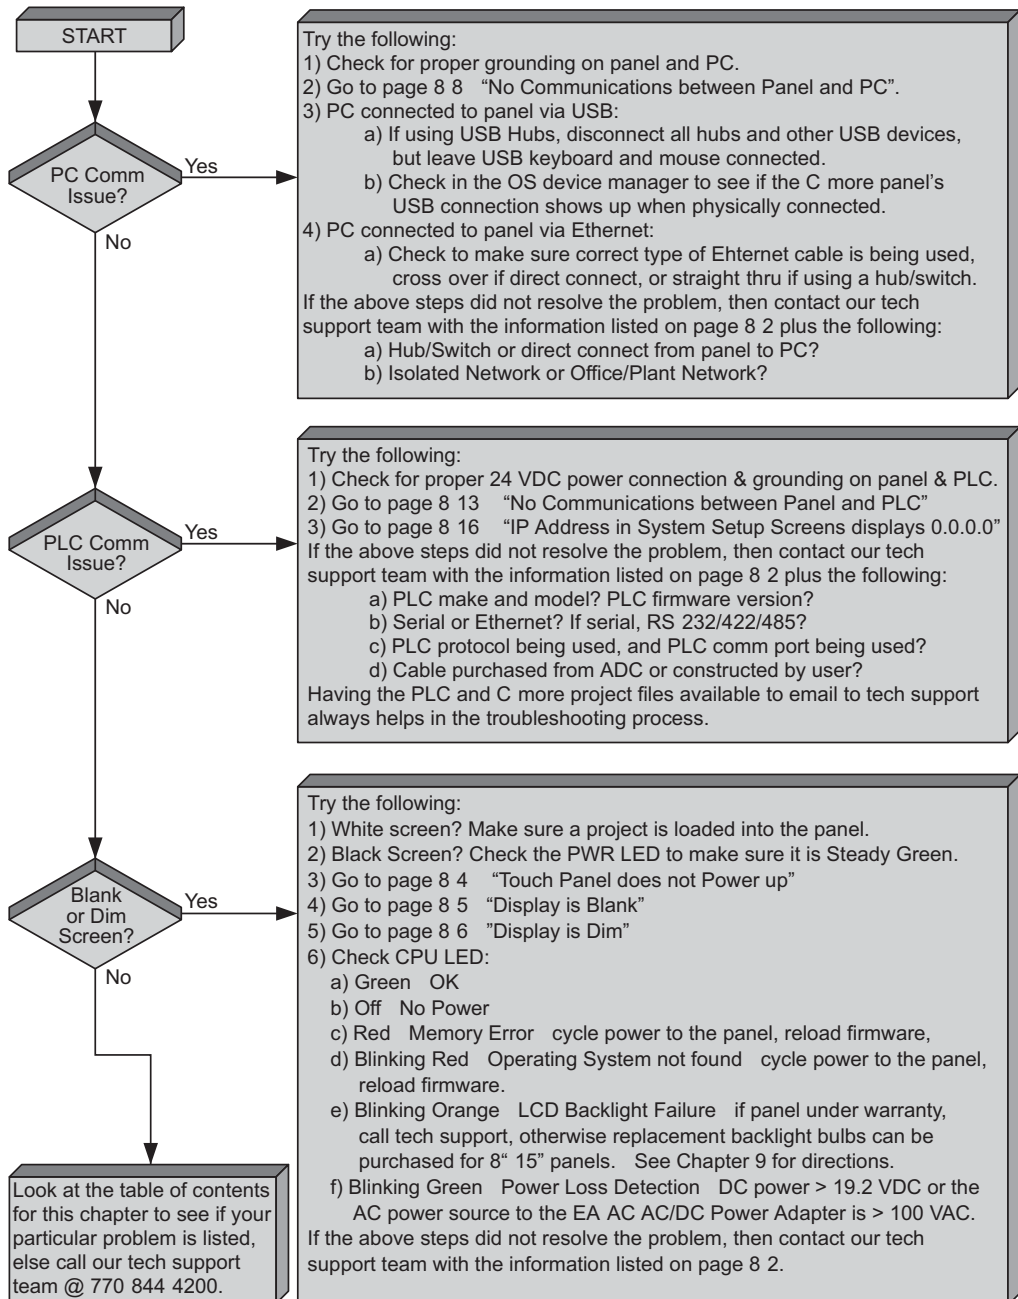 START
PC Comm
Issue?
Yes
No
Try the following:
1) Check for proper grounding on panel and PC.
2) Go to page 8 8 “No Communications between Panel and PC”.
3) PC connected to panel via USB:
a) If using USB Hubs, disconnect all hubs and other USB devices,
but leave USB keyboard and mouse connected.
b) Check in the OS device manager to see if the C more panel’s
USB connection shows up when physically connected.
4) PC connected to panel via Ethernet:
a) Check to make sure correct type of Ehternet cable is being used,
cross over if direct connect, or straight thru if using a hub/switch.
If the above steps did not resolve the problem, then contact our tech
support team with the information listed on page 8 2 plus the following:
a) Hub/Switch or direct connect from panel to PC?
b) Isolated Network or Office/Plant Network?
PLC Comm
Issue?
Yes
No
Try the following:
1) Check for proper 24 VDC power connection & grounding on panel & PLC.
2) Go to page 8 13 “No Communications between Panel and PLC”
3) Go to page 8 16 “IP Address in System Setup Screens displays 0.0.0.0”
If the above steps did not resolve the problem, then contact our tech
support team with the information listed on page 8 2 plus the following:
a) PLC make and model? PLC firmware version?
b) Serial or Ethernet? If serial, RS 232/422/485?
c) PLC protocol being used, and PLC comm port being used?
d) Cable purchased from ADC or constructed by user?
Having the PLC and C more project files available to email to tech support
always helps in the troubleshooting process.
Blank
or Dim
Screen?
Yes
No
Try the following:
1) White screen? Make sure a project is loaded into the panel.
2) Black Screen? Check the PWR LED to make sure it is Steady Green.
3) Go to page 8 4 “Touch Panel does not Power up”
4) Go to page 8 5 “Display is Blank”
5) Go to page 8 6 ”Display is Dim”
6) Check CPU LED:
a) Green OK
b) Off No Power
c) Red Memory Error cycle power to the panel, reload firmware,
d) Blinking Red Operating System not found cycle power to the panel,
reload firmware.
e) Blinking Orange LCD Backlight Failure if panel under warranty,
call tech support, otherwise replacement backlight bulbs can be
purchased for 8“ 15” panels. See Chapter 9 for directions.
f) Blinking Green Power Loss Detection DC power > 19.2 VDC or the
AC power source to the EA AC AC/DC Power Adapter is > 100 VAC.
If the above steps did not resolve the problem, then contact our tech
support team with the information listed on page 8 2.
Look at the table of contents
for this chapter to see if your
particular problem is listed,
else call our tech support
team @ 770 844 4200.